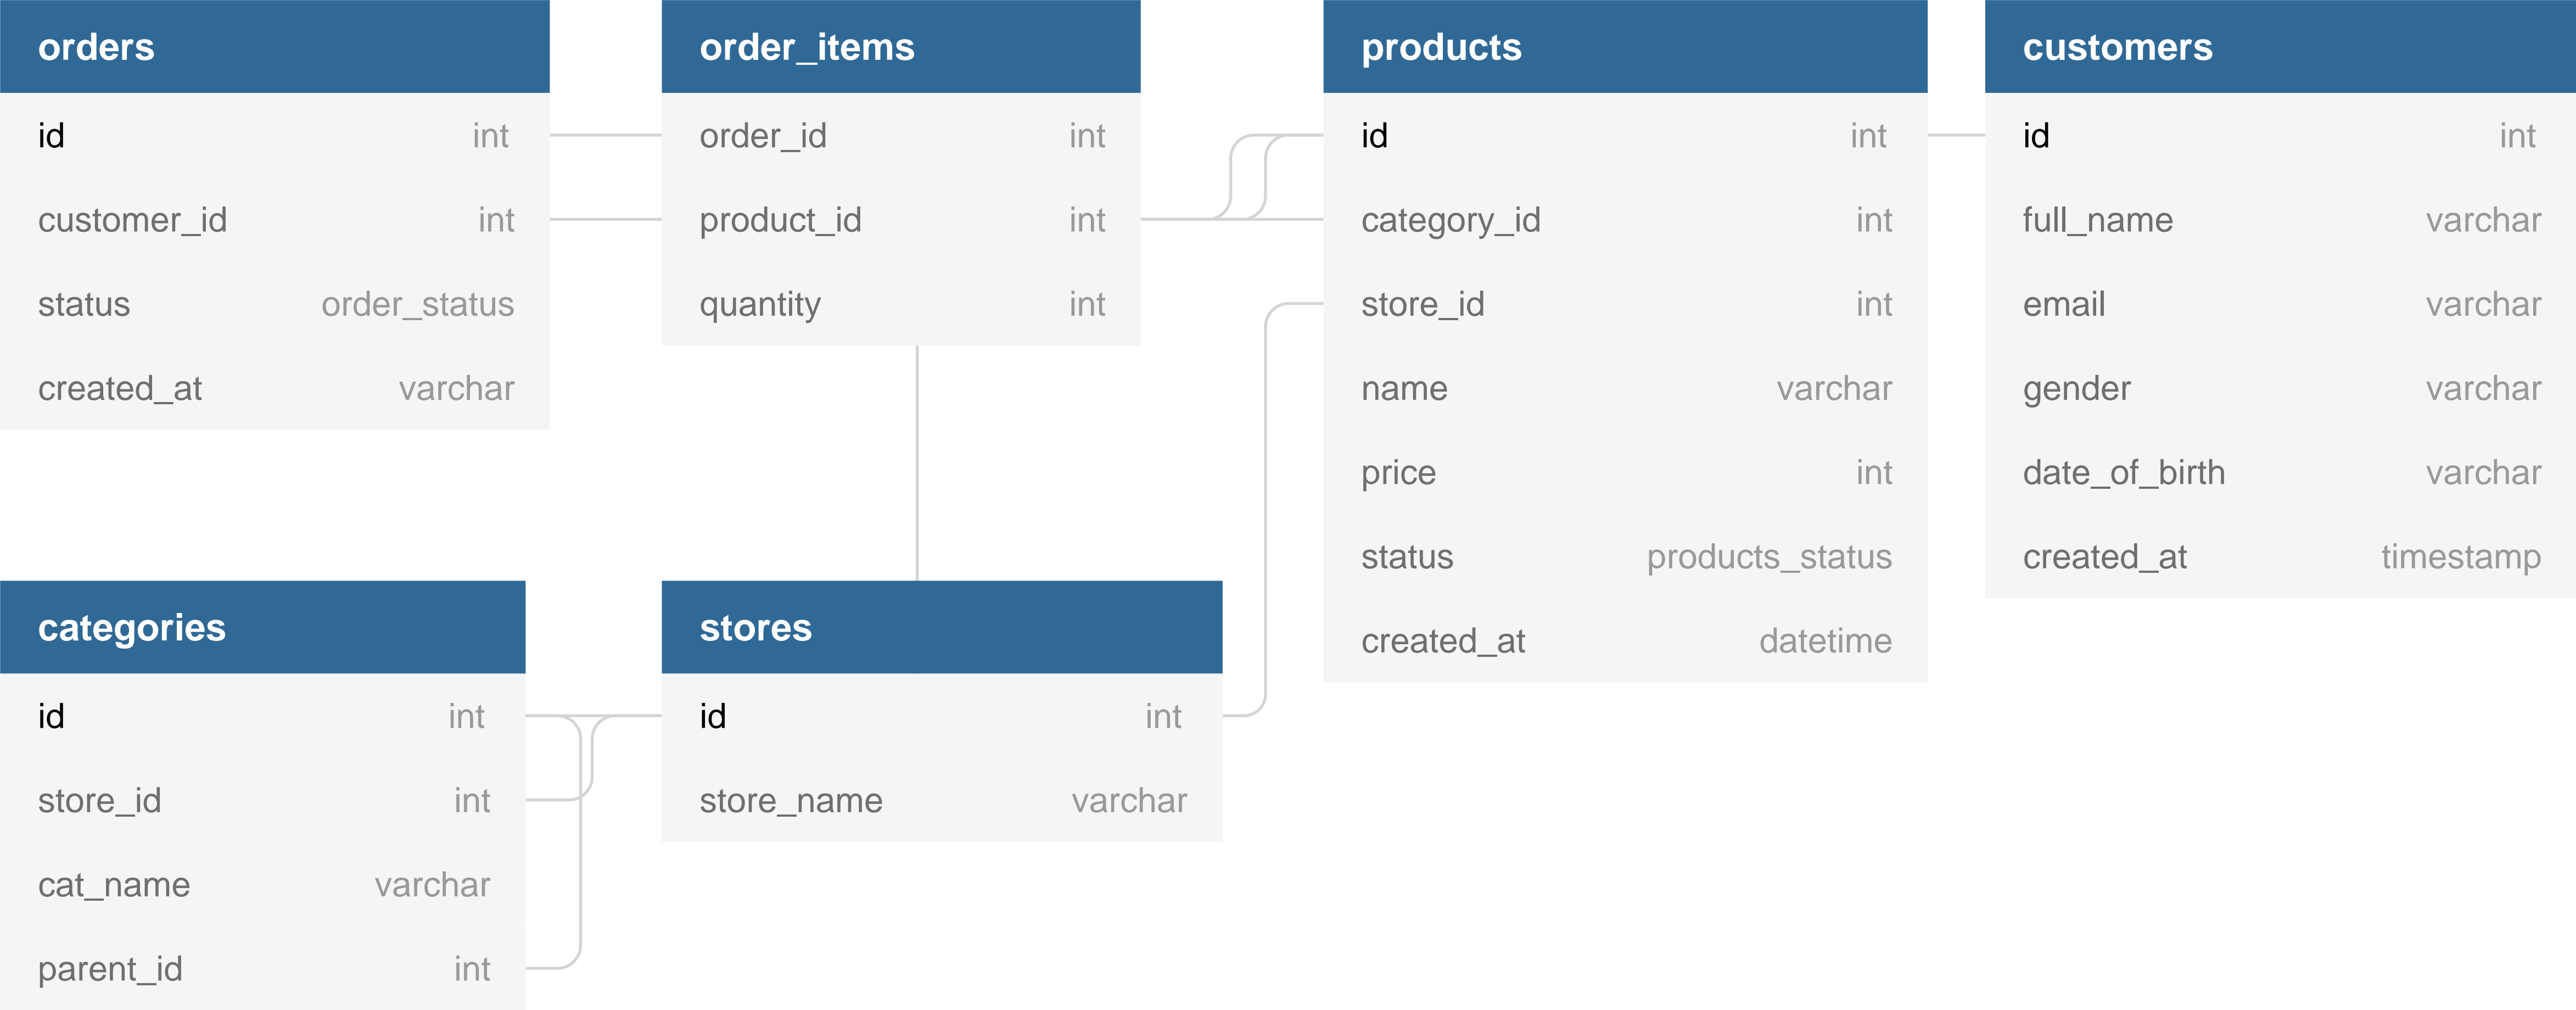 orders
id int
customer_id int
status order_status
created_at varchar
order_items
order_id int
product_id int
quantity int
products
id int
category_id int
store_id int
name varchar
price int
status products_status
created_at datetime
customers
id int
full_name varchar
email varchar
gender varchar
date_of_birth varchar
created_at timestamp
categories
id int
store_id int
cat_name varchar
parent_id int
stores
id int
store_name varchar